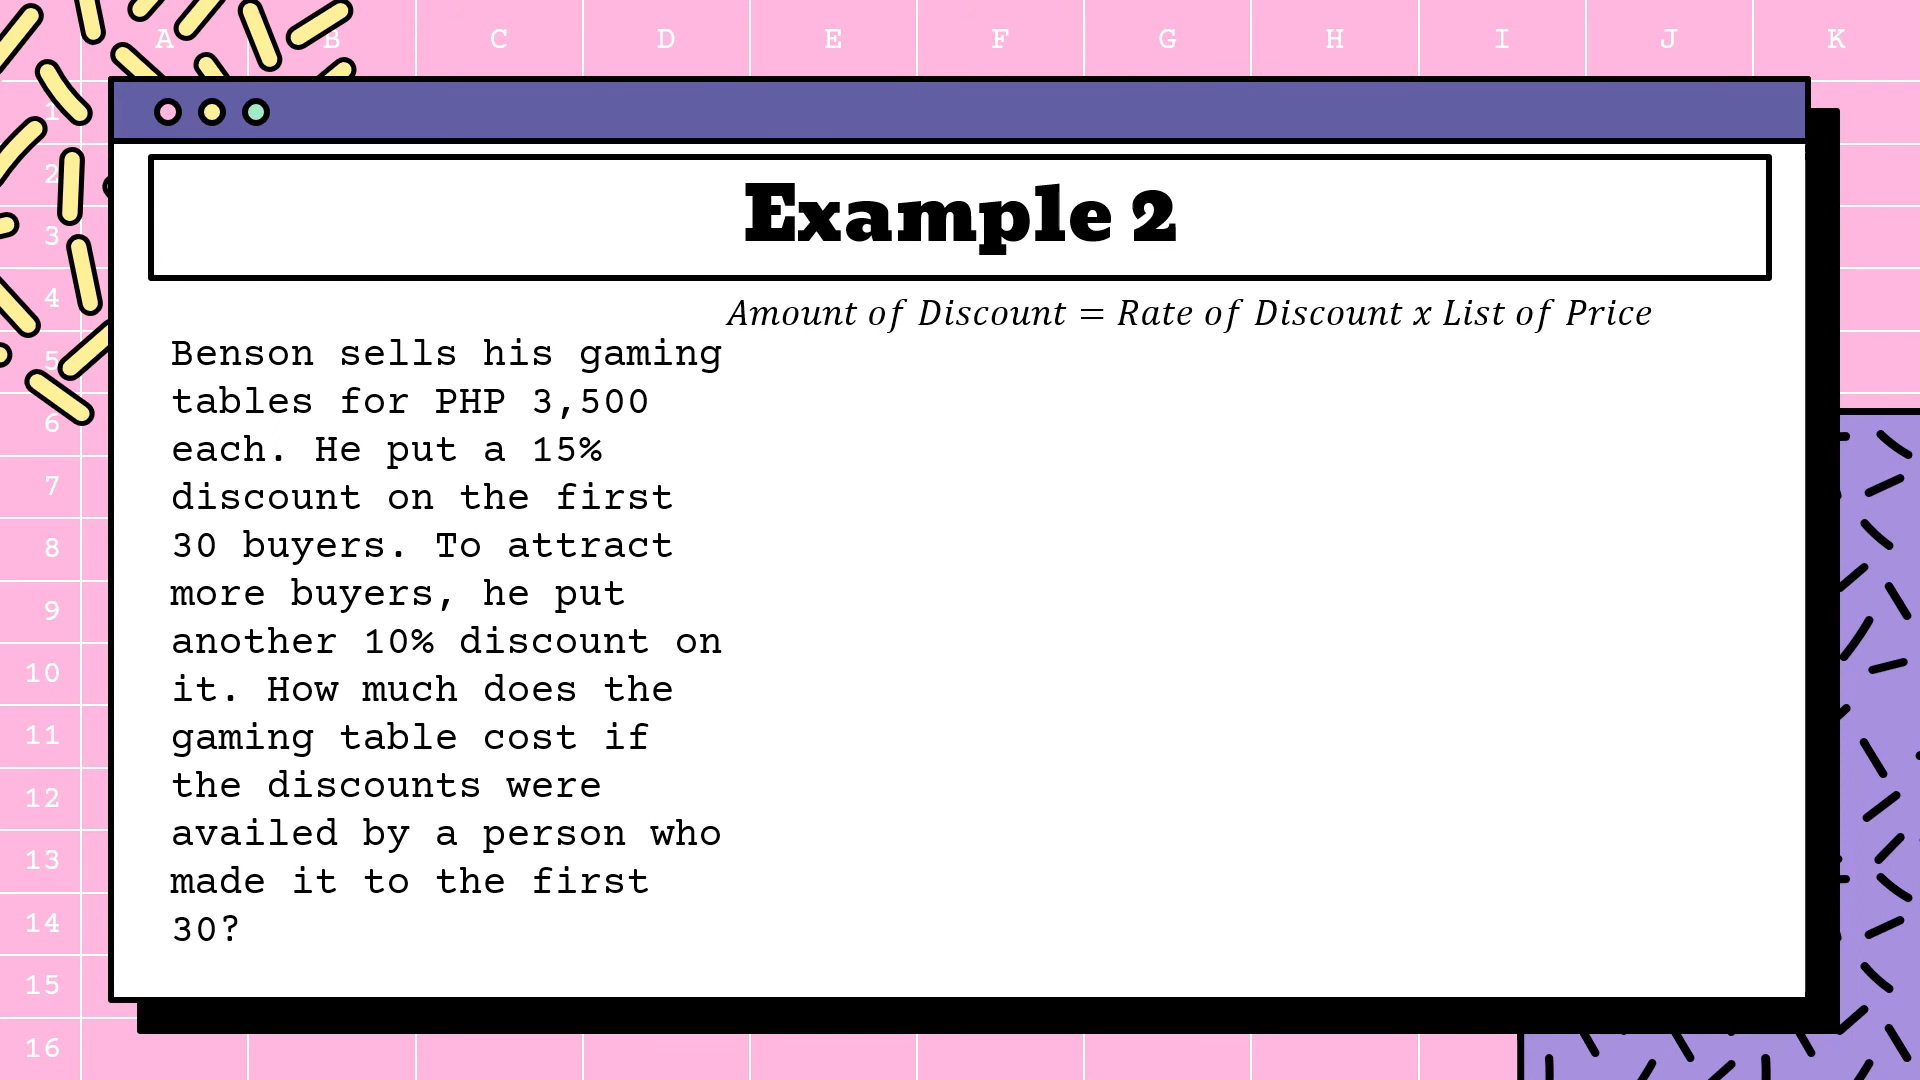 A B C D E F G H I J K
1
2
3
4
5
6
7
8
9
10
11
12
13
14
15
16
Example 2
Amount of Discount = Rate of Discount x List of Price
Benson sells his gaming
tables for PHP 3,500
each. He put a 15%
discount on the first
30 buyers. To attract
more buyers, he put
another 10% discount on
it. How much does the
gaming table cost if
the discounts were
availed by a person who
made it to the first
30?